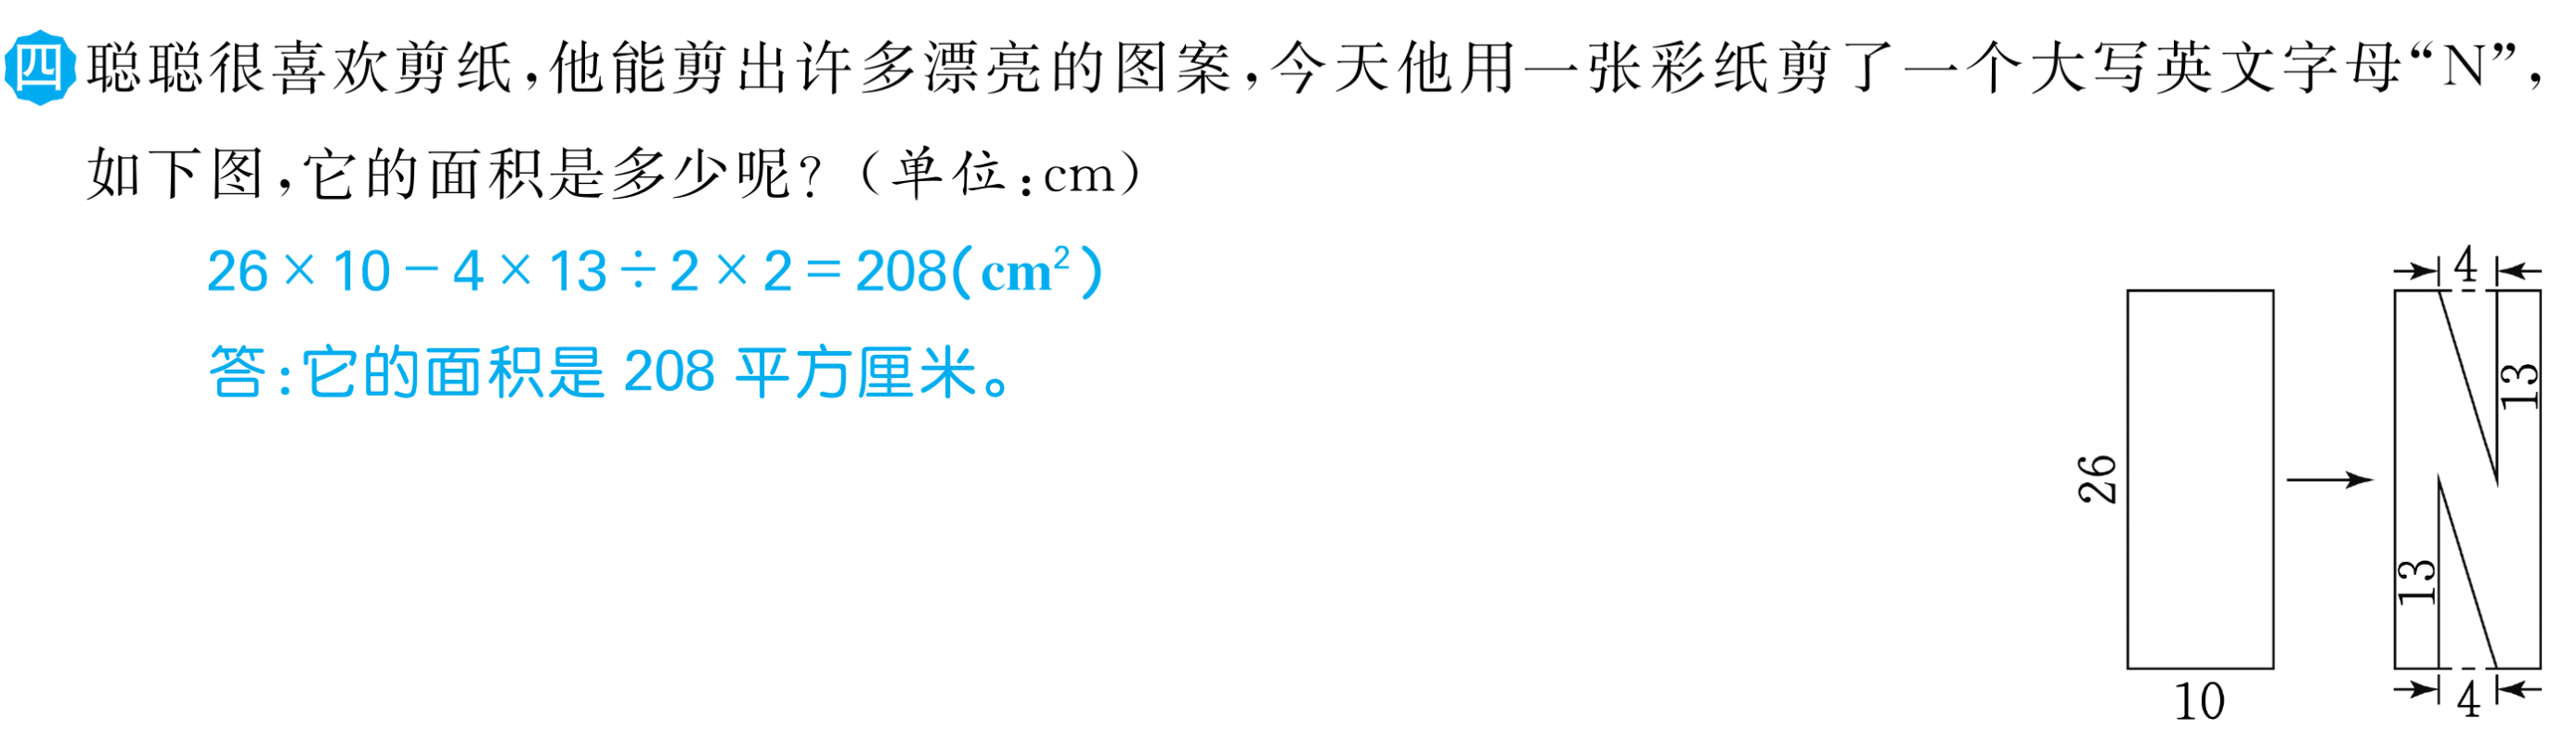 四 聪聪很喜欢剪纸,他能剪出许多漂亮的图案,今天他用一张彩纸剪了一个大写英文字母“N”,
如下图,它的面积是多少呢?(单位:cm)
26×10-4×13÷2×2=208(cm²)
答:它的面积是 208 平方厘米。
26
10
4
13
13
4